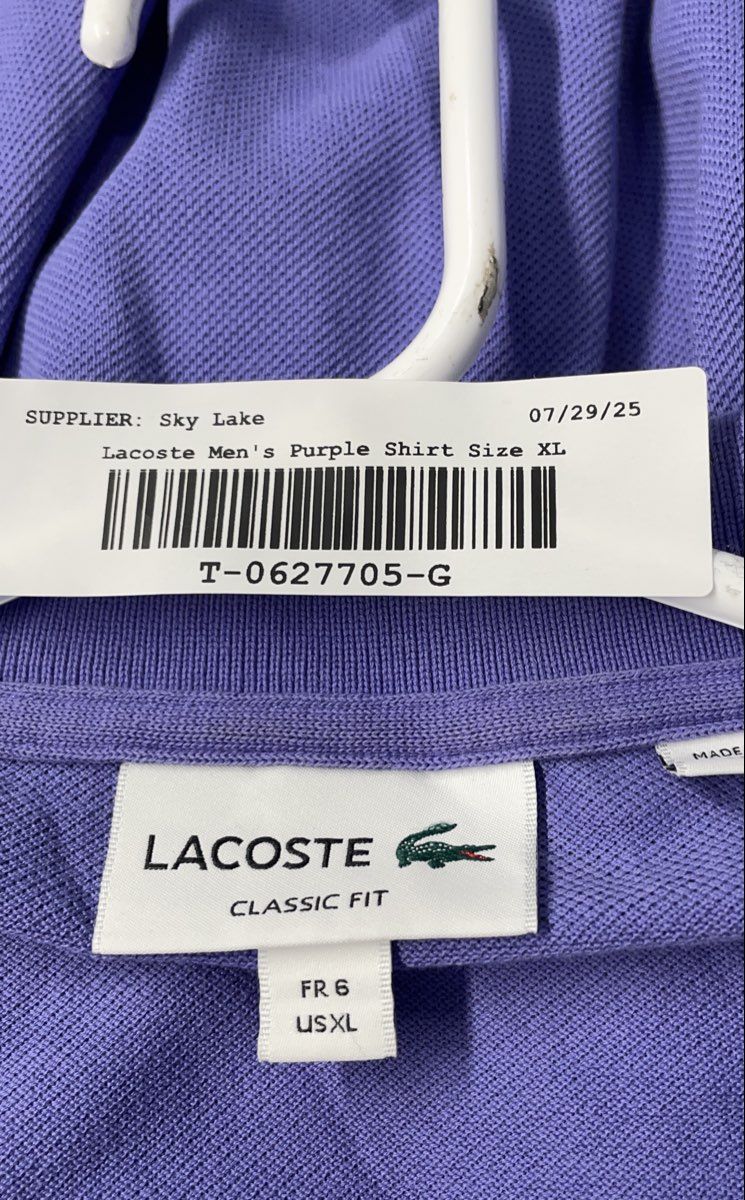 SUPPLIER: Sky Lake 07/29/25
Lacoste Men's Purple Shirt Size XL
T-0627705-G
MADE
LACOSTE
CLASSIC FIT
FR 6
US XL